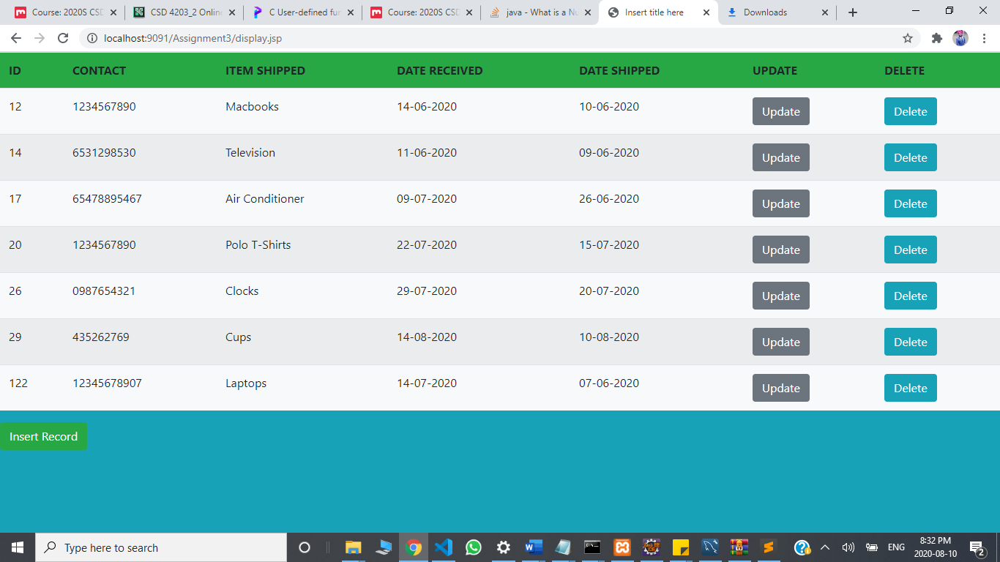 Course: 2020S CSD
CSD 4203_2 Online
C User-defined fun
Course: 2020S CSD
java - What is a Nu
Insert title here
Downloads
localhost:9091/Assignment3/display.jsp
ID CONTACT ITEM SHIPPED DATE RECEIVED DATE SHIPPED UPDATE DELETE
12 1234567890 Macbooks 14-06-2020 10-06-2020 Update Delete
14 6531298530 Television 11-06-2020 09-06-2020 Update Delete
17 65478895467 Air Conditioner 09-07-2020 26-06-2020 Update Delete
20 1234567890 Polo T-Shirts 22-07-2020 15-07-2020 Update Delete
26 0987654321 Clocks 29-07-2020 20-07-2020 Update Delete
29 435262769 Cups 14-08-2020 10-08-2020 Update Delete
122 12345678907 Laptops 14-07-2020 07-06-2020 Update Delete
Insert Record
Type here to search
ENG
8:32 PM
2020-08-10
2